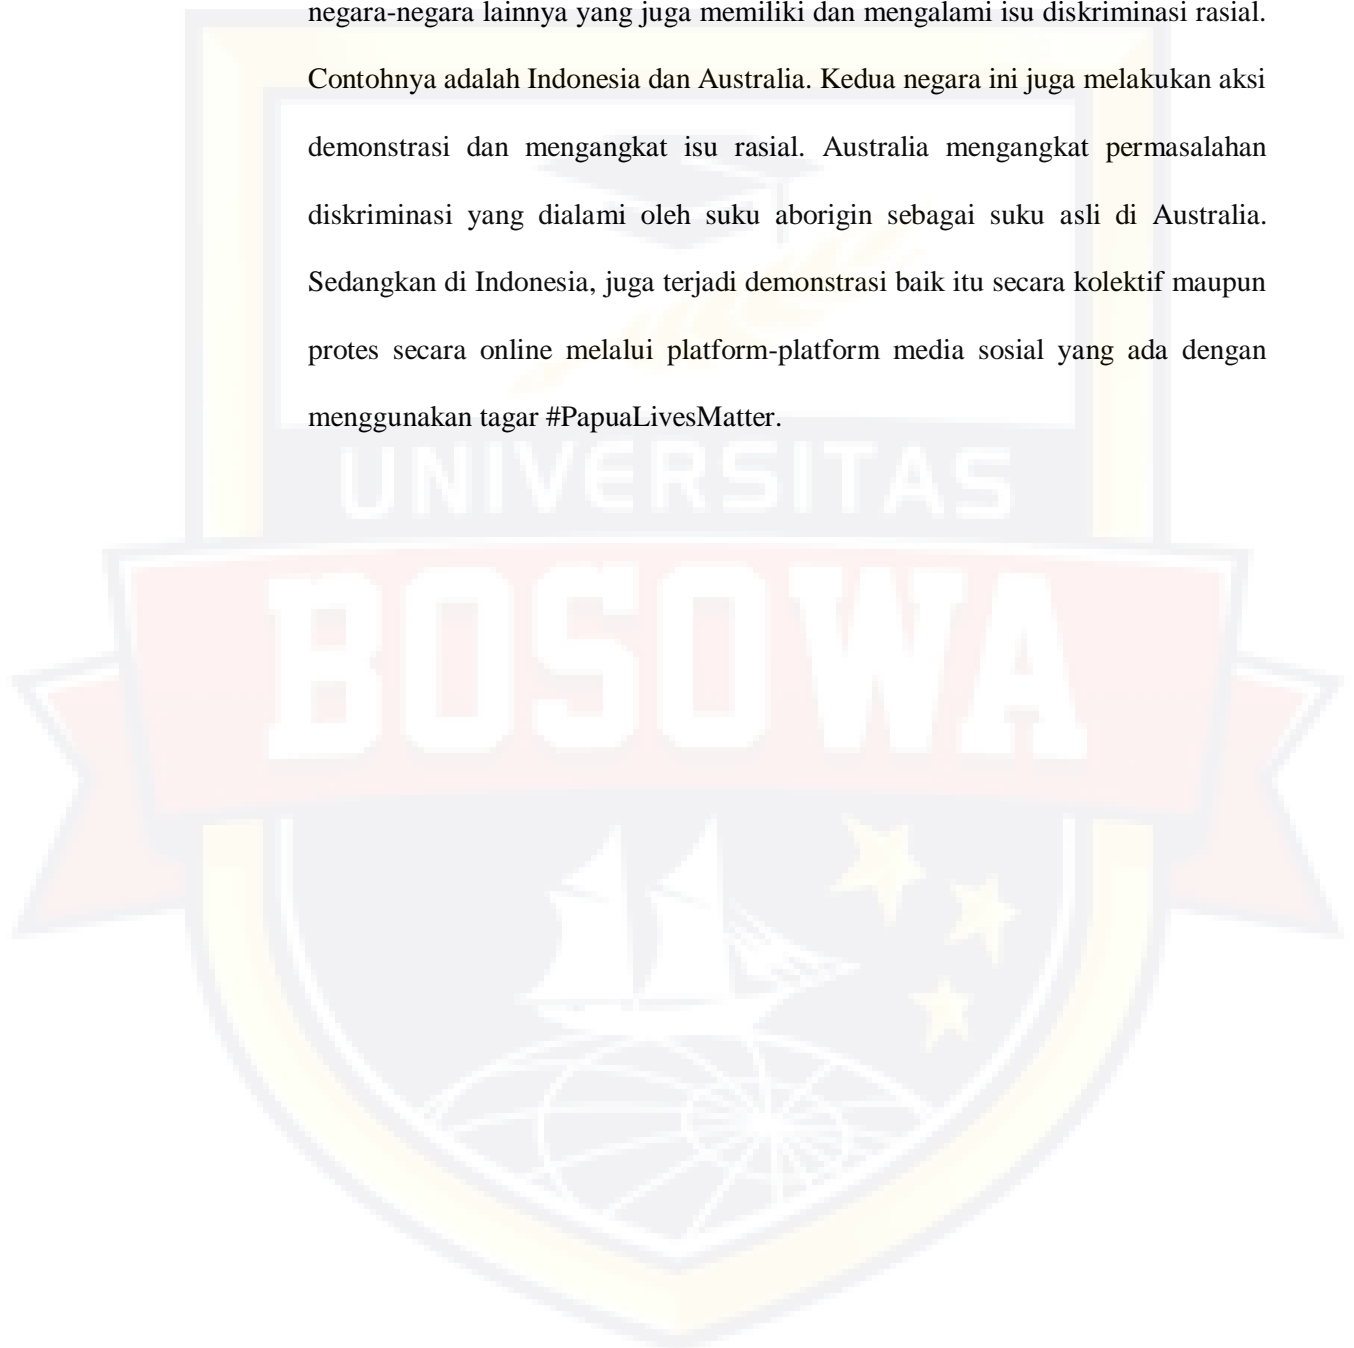 negara-negara lainnya yang juga memiliki dan mengalami isu diskriminasi rasial.
Contohnya adalah Indonesia dan Australia. Kedua negara ini juga melakukan aksi
demonstrasi dan mengangkat isu rasial. Australia mengangkat permasalahan
diskriminasi yang dialami oleh suku aborigin sebagai suku asli di Australia.
Sedangkan di Indonesia, juga terjadi demonstrasi baik itu secara kolektif maupun
protes secara online melalui platform-platform media sosial yang ada dengan
menggunakan tagar #PapuaLivesMatter.
UNIVERSITAS
BOSOWA